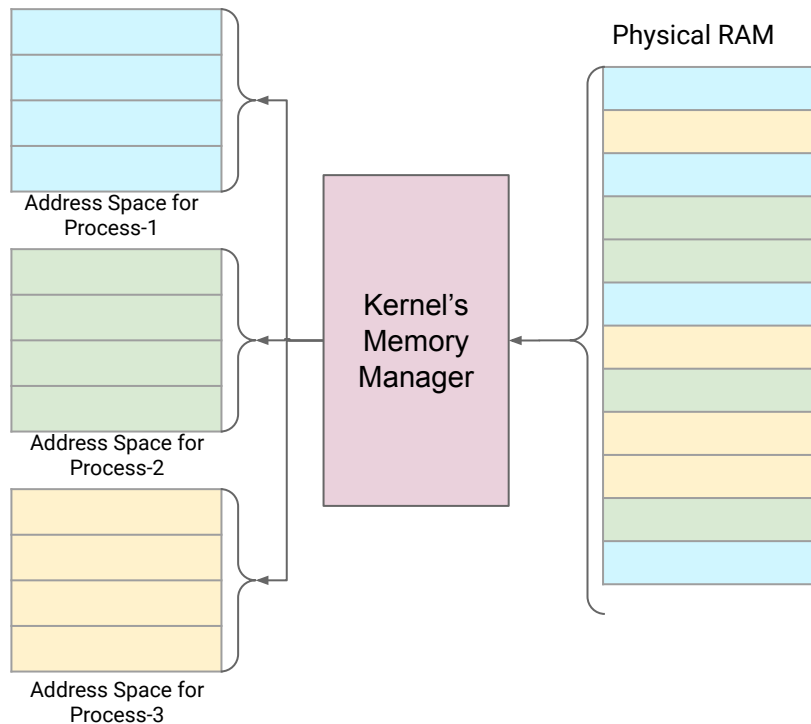 Physical RAM
Address Space for
Process-1
Kernel's
Memory
Manager
Address Space for
Process-2
Address Space for
Process-3